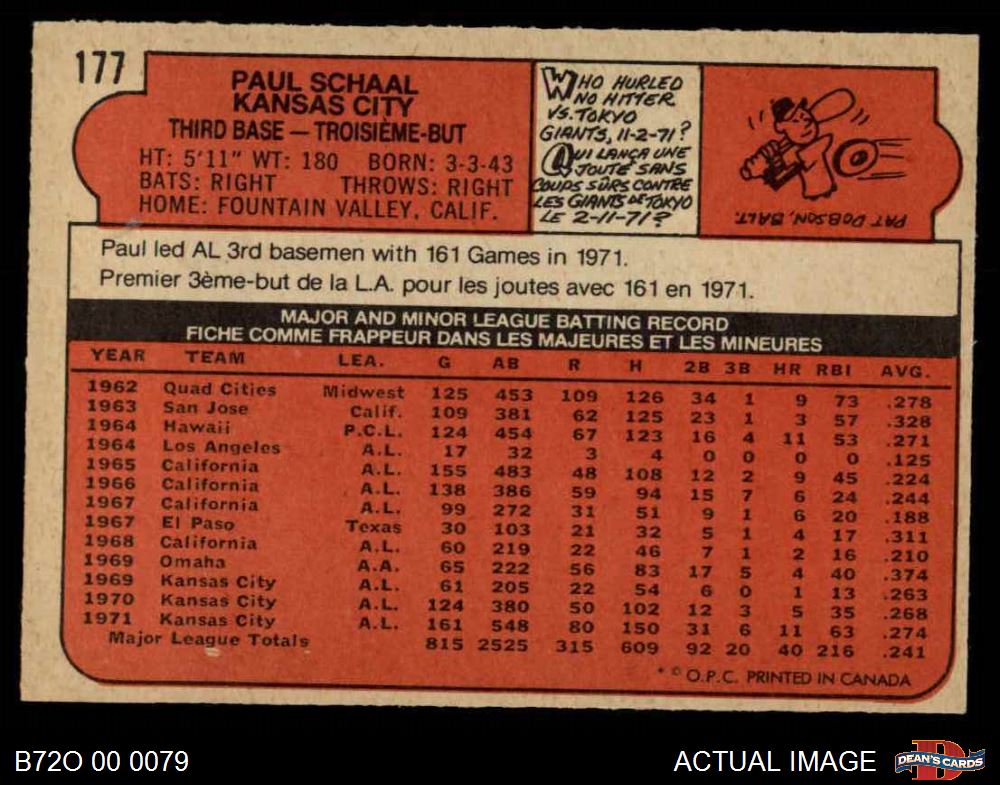 177
PAUL SCHAAL
KANSAS CITY
THIRD BASE — TROISIÈME-BUT
HT: 5'11" WT: 180 BORN: 3-3-43
BATS: RIGHT THROWS: RIGHT
HOME: FOUNTAIN VALLEY, CALIF.
WHO HURLED
NO HITTER
VS. TOKYO
GIANTS, 11-2-71?
QUI LANÇA UNE
JOUTE SANS
COUPS SÛRS CONTRE
LES GIANTS DE TOKYO
LE 2-11-71?
PAT DOBSON, BALT.
Paul led AL 3rd basemen with 161 Games in 1971.
Premier 3ème-but de la L.A. pour les joutes avec 161 en 1971.
MAJOR AND MINOR LEAGUE BATTING RECORD
FICHE COMME FRAPPEUR DANS LES MAJEURES ET LES MINEURES
YEAR TEAM LEA. G AB R H 2B 3B HR RBI AVG.
1962 Quad Cities Midwest 125 453 109 126 34 1 9 73 .278
1963 San Jose Calif. 109 381 62 125 23 1 3 57 .328
1964 Hawaii P.C.L. 124 454 67 123 16 4 11 53 .271
1964 Los Angeles A.L. 17 32 3 4 0 0 0 0 .125
1965 California A.L. 155 483 48 108 12 2 9 45 .224
1966 California A.L. 138 386 59 94 15 7 6 24 .244
1967 California A.L. 99 272 31 51 9 1 6 20 .188
1967 El Paso Texas 30 103 21 32 5 1 4 17 .311
1968 California A.L. 60 219 22 46 7 1 2 16 .210
1969 Omaha A.A. 65 222 56 83 17 5 4 40 .374
1969 Kansas City A.L. 61 205 22 54 6 0 1 13 .263
1970 Kansas City A.L. 124 380 50 102 12 3 5 35 .268
1971 Kansas City A.L. 161 548 80 150 31 6 11 63 .274
Major League Totals 815 2525 315 609 92 20 40 216 .241
* © O.P.C. PRINTED IN CANADA
B72O 00 0079
ACTUAL IMAGE
DEAN'S CARDS